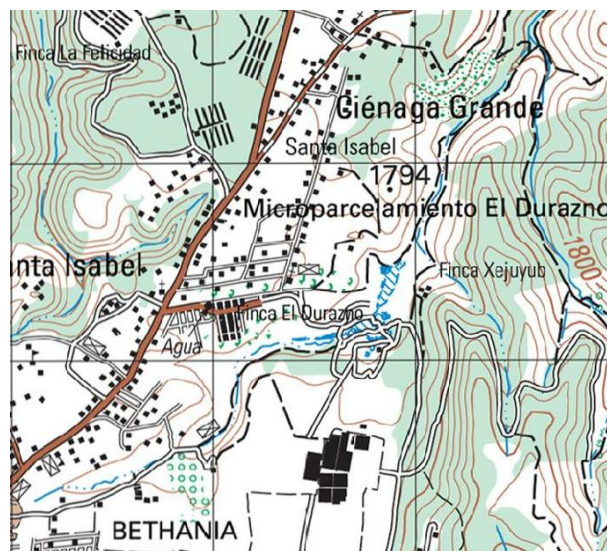 Finca La Felicidad
Ciénaga Grande
Santa Isabel
1794
Microparcelamiento El Durazno
nta Isabel
Finca Xejuyub
1800
Finca El Durazno
Agua
BETHANIA